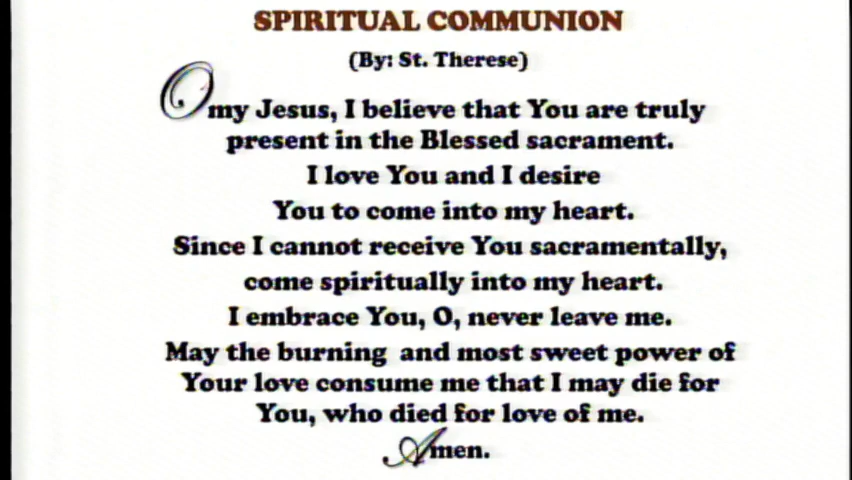 SPIRITUAL COMMUNION
(By: St. Therese)
O my Jesus, I believe that You are truly
present in the Blessed sacrament.
I love You and I desire
You to come into my heart.
Since I cannot receive You sacramentally,
come spiritually into my heart.
I embrace You, O, never leave me.
May the burning and most sweet power of
Your love consume me that I may die for
You, who died for love of me.
Amen.